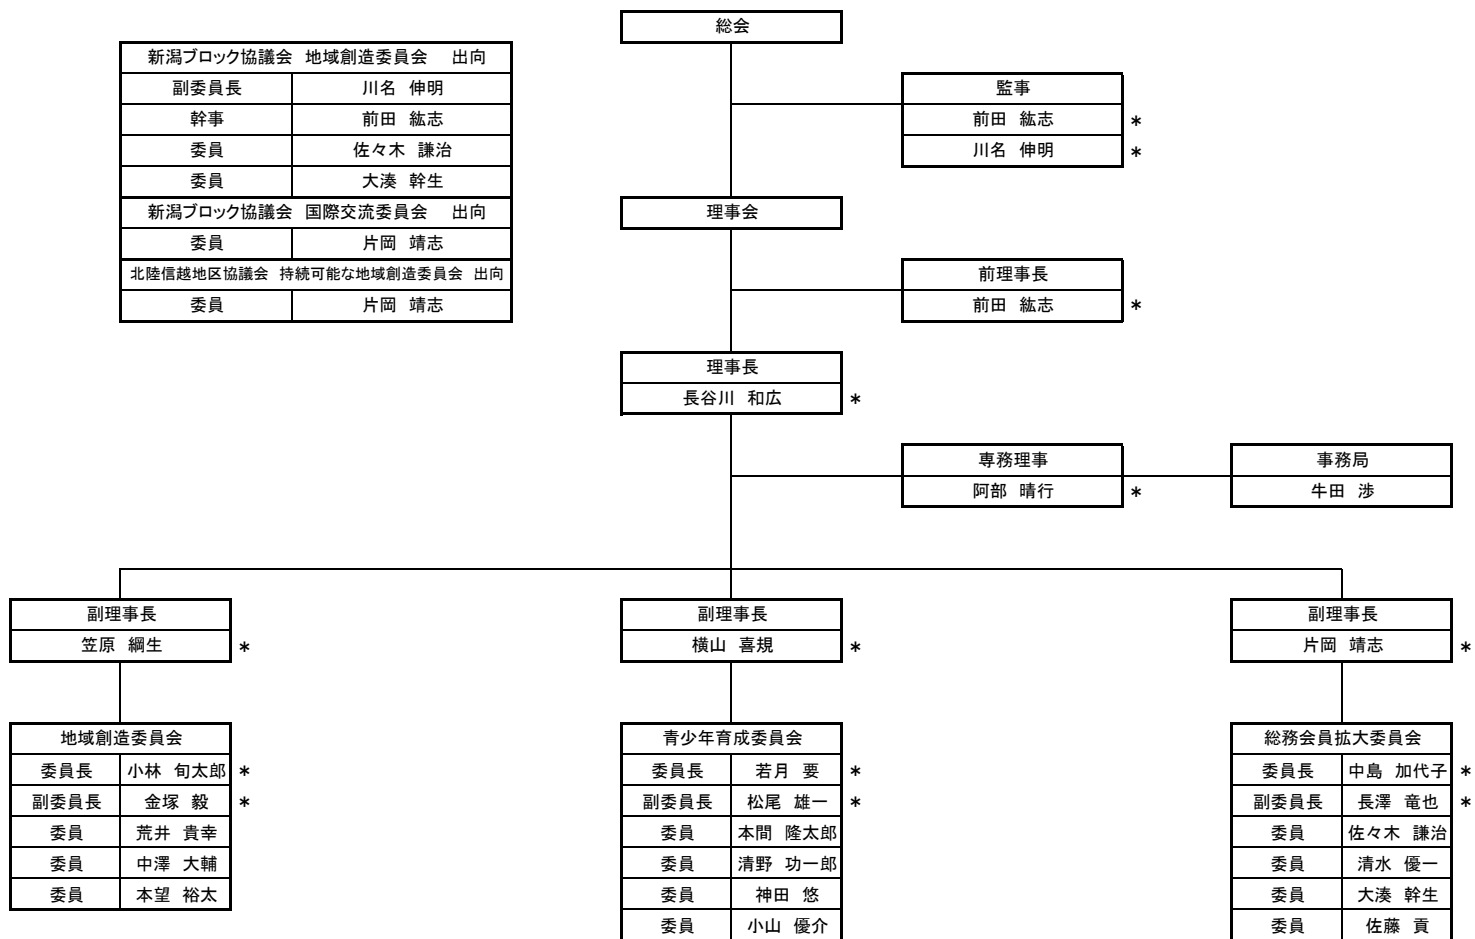 総会
新潟ブロック協議会 地域創造委員会 出向
副委員長 川名 伸明
幹事 前田 紘志
委員 佐々木 謙治
委員 大湊 幹生
新潟ブロック協議会 国際交流委員会 出向
委員 片岡 靖志
北陸信越地区協議会 持続可能な地域創造委員会 出向
委員 片岡 靖志
監事
前田 紘志 *
川名 伸明 *
理事会
前理事長
前田 紘志 *
理事長
長谷川 和広 *
専務理事
阿部 晴行 *
事務局
牛田 渉
副理事長
笠原 綱生 *
副理事長
横山 喜規 *
副理事長
片岡 靖志 *
地域創造委員会
委員長 小林 旬太郎 *
副委員長 金塚 毅 *
委員 荒井 貴幸
委員 中澤 大輔
委員 本望 裕太
青少年育成委員会
委員長 若月 要 *
副委員長 松尾 雄一 *
委員 本間 隆太郎
委員 清野 功一郎
委員 神田 悠
委員 小山 優介
総務会員拡大委員会
委員長 中島 加代子 *
副委員長 長澤 竜也 *
委員 佐々木 謙治
委員 清水 優一
委員 大湊 幹生
委員 佐藤 貢